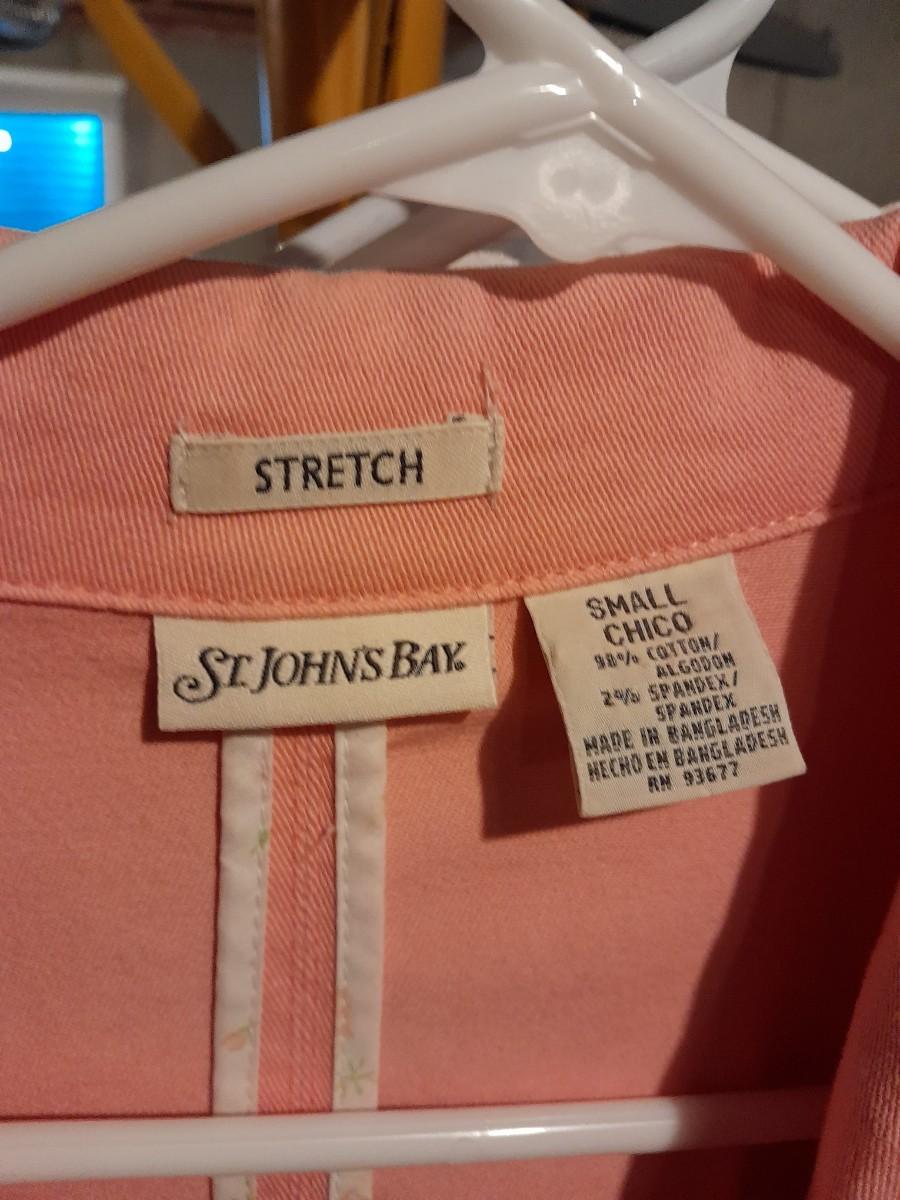 STRETCH
ST. JOHN'S BAY®
SMALL
CHICO
98% COTTON/
ALGODON
2% SPANDEX/
SPANDEX
MADE IN BANGLADESH
HECHO EN BANGLADESH
RN 93677